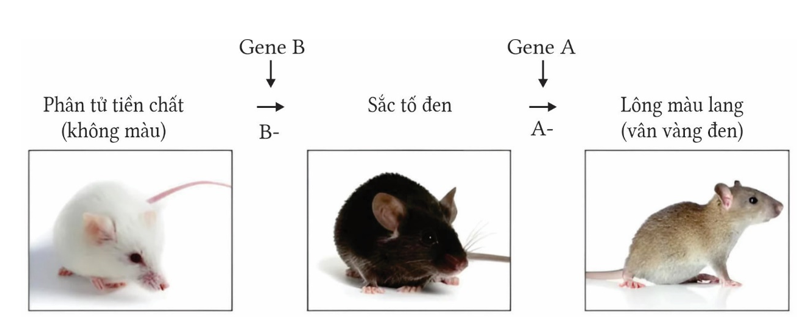 Gene B
Gene A
Phân tử tiền chất
(không màu)
B-
Sắc tố đen
A-
Lông màu lang
(vân vàng đen)